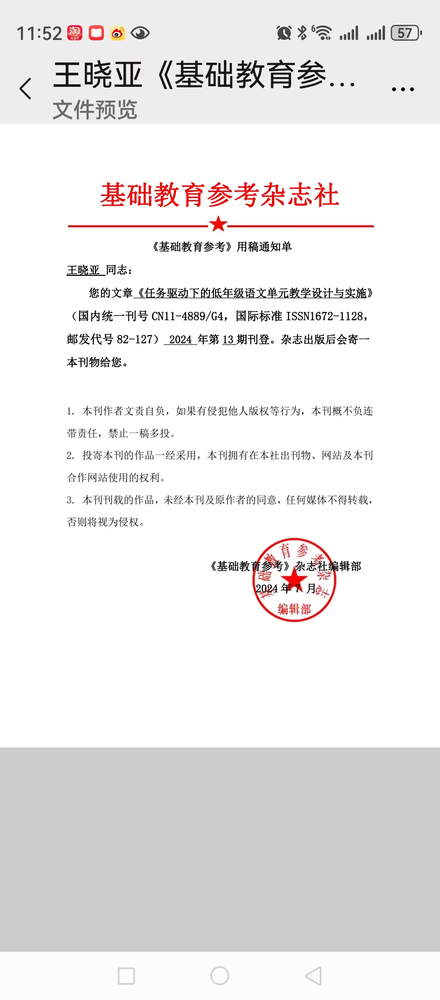 11:52 淘 年货节 6 57
王晓亚《基础教育参...
文件预览
基础教育参考杂志社
《基础教育参考》用稿通知单
王晓亚 同志：
您的文章《任务驱动下的低年级语文单元教学设计与实施》
（国内统一刊号 CN11-4889/G4，国际标准 ISSN1672-1128，
邮发代号 82-127） 2024 年第 13 期刊登。杂志出版后会寄一
本刊物给您。
1. 本刊作者文责自负，如果有侵犯他人版权等行为，本刊概不负连
带责任，禁止一稿多投。
2. 投寄本刊的作品一经采用，本刊拥有在本社出刊物、网站及本刊
合作网站使用的权利。
3. 本刊刊载的作品，未经本刊及原作者的同意，任何媒体不得转载，
否则将视为侵权。
《基础教育参考》杂志社编辑部
2024 年 7 月
基础教育参考杂志
编辑部